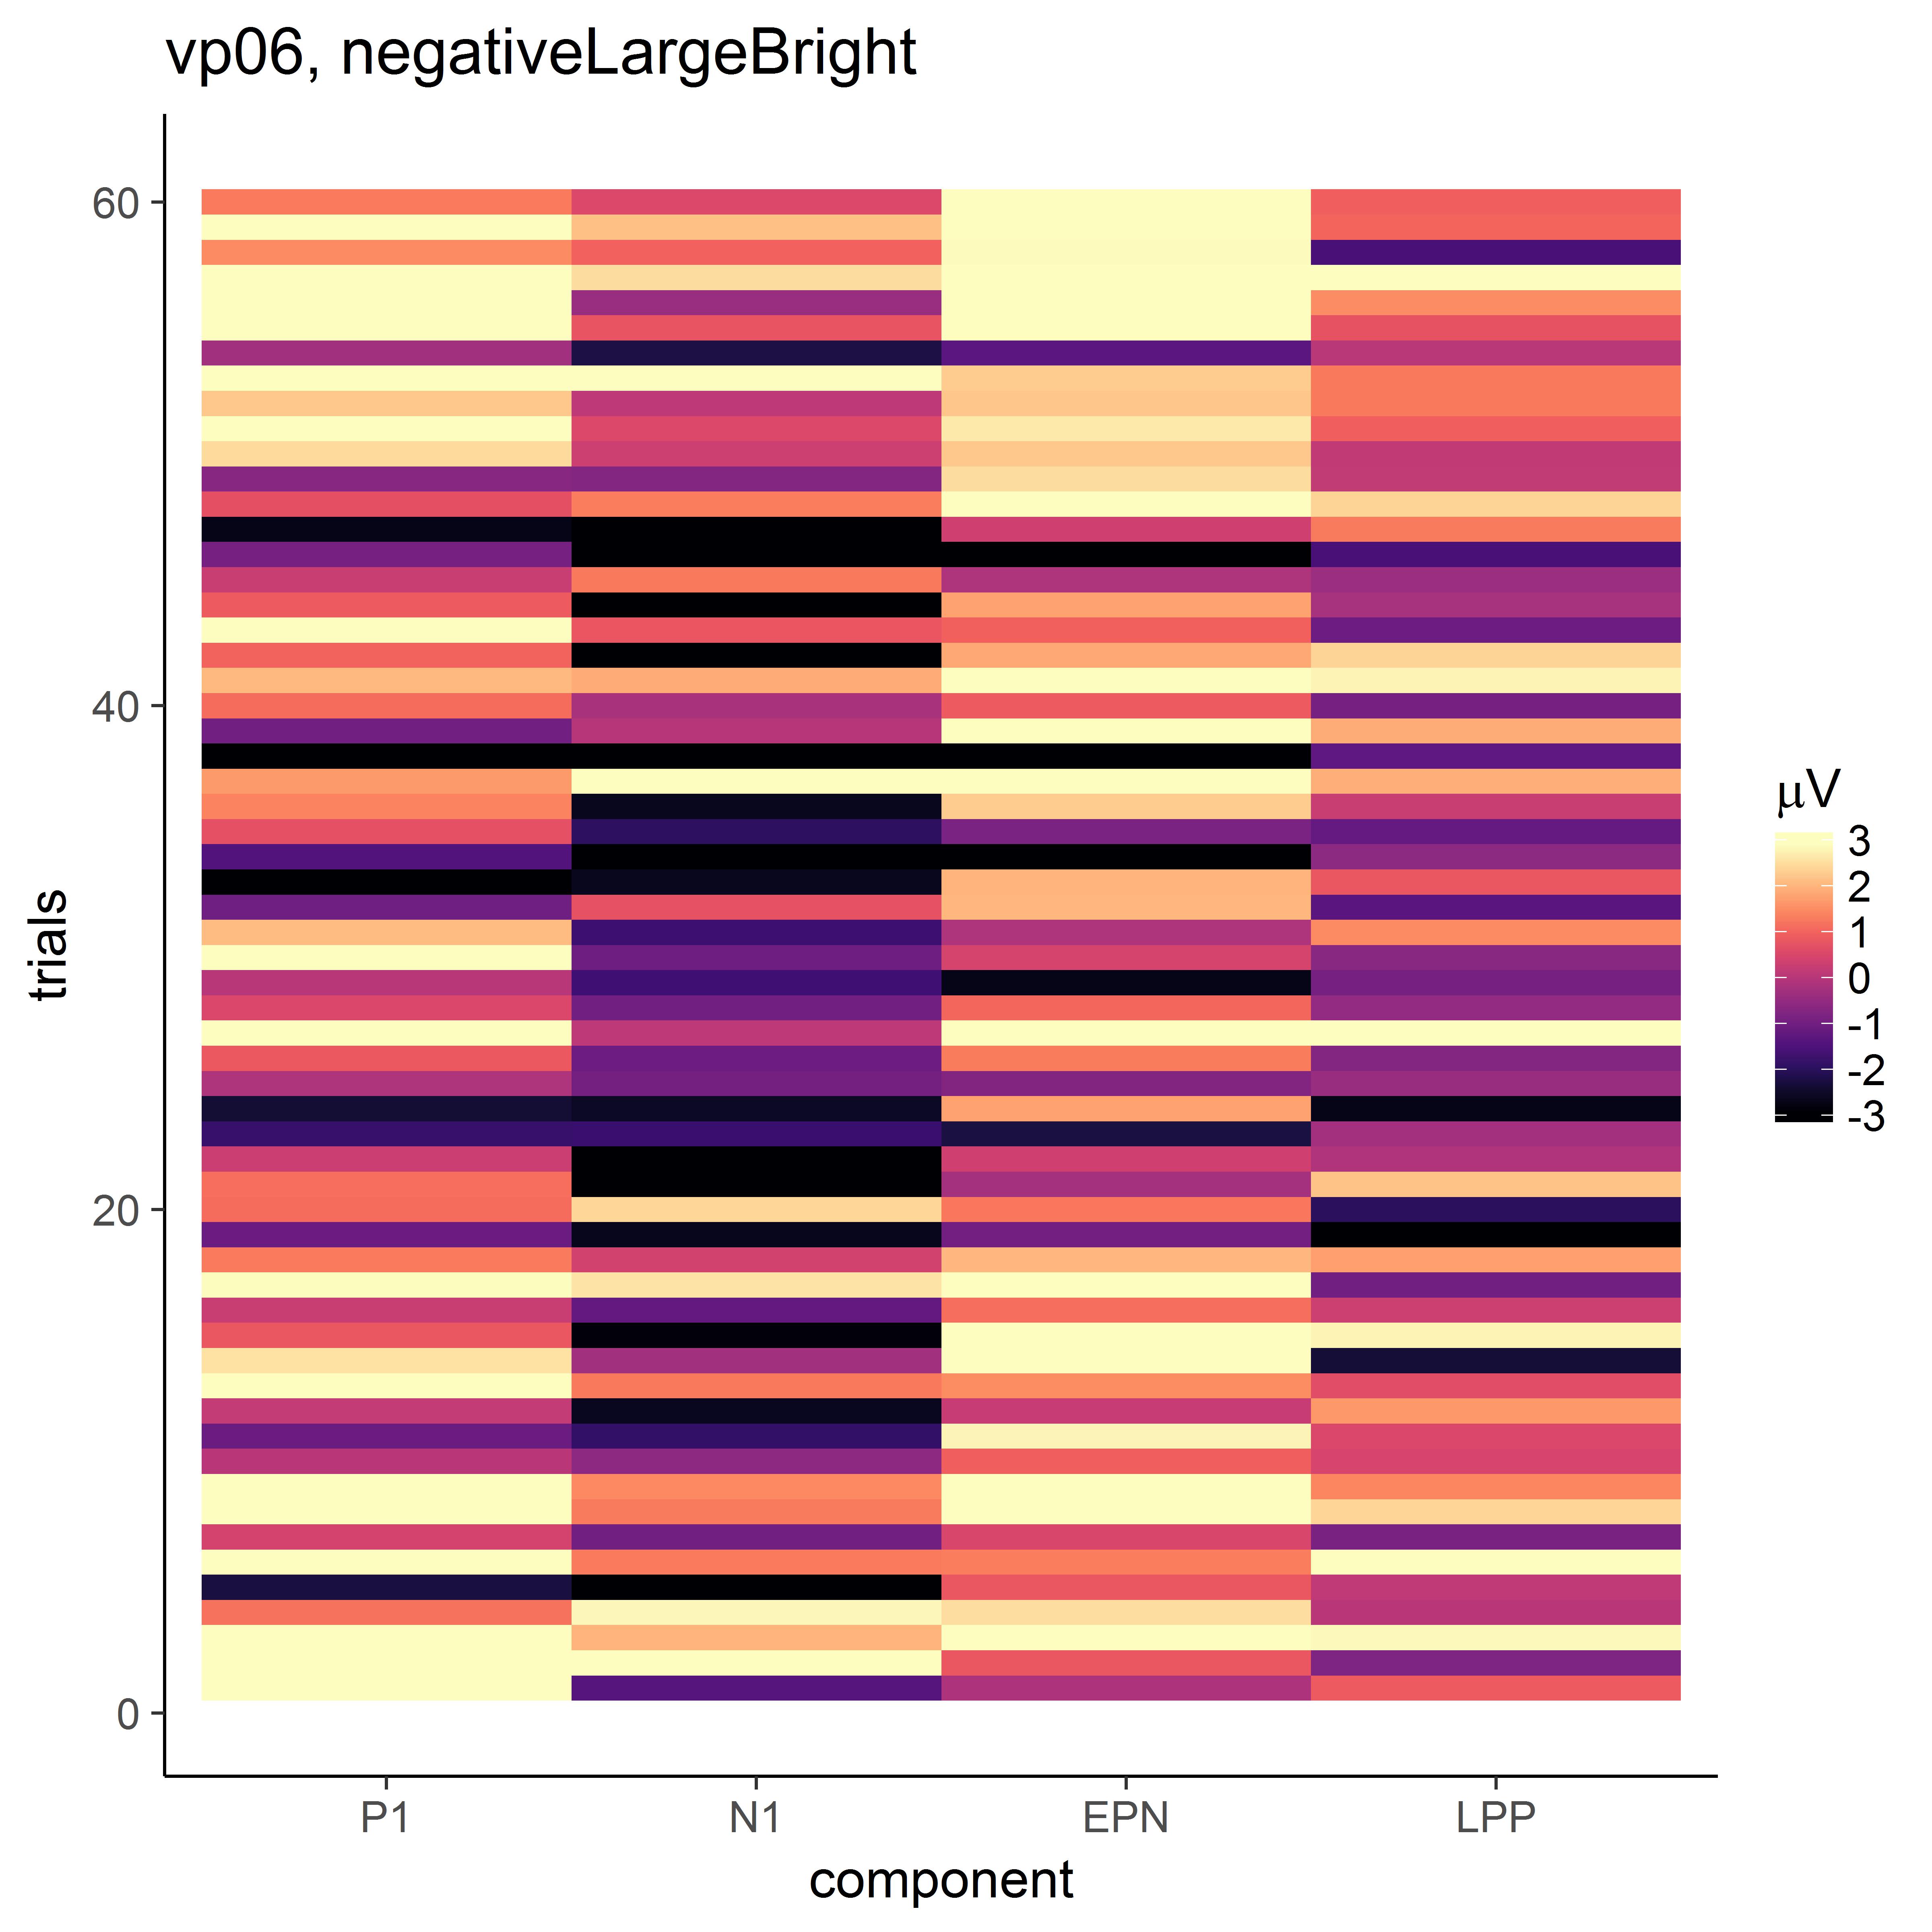 vp06, negativeLargeBright
60
40
20
0
trials
P1 N1 EPN LPP
component
μV
3
2
1
0
-1
-2
-3